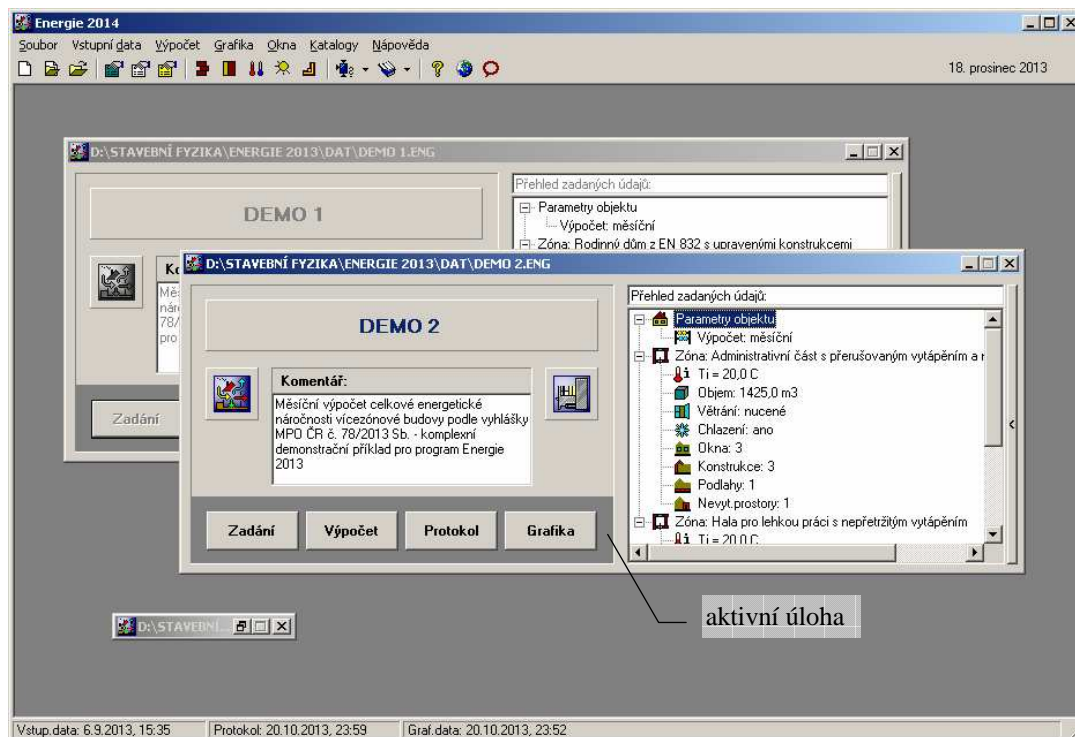 Energie 2014
Soubor Vstupní data Výpočet Grafika Okna Katalogy Nápověda
18. prosinec 2013
D:\STAVEBNÍ FYZIKA\ENERGIE 2013\DAT\DEMO 1.ENG
DEMO 1
Přehled zadaných údajů:
Parametry objektu
Výpočet: měsíční
Zóna: Rodinný dům z EN 832 s upravenými konstrukcemi
Zadání
D:\STAVEBNÍ FYZIKA\ENERGIE 2013\DAT\DEMO 2.ENG
DEMO 2
Komentář:
Měsíční výpočet celkové energetické
náročnosti vícezónové budovy podle vyhlášky
MPO ČR č. 78/2013 Sb. - komplexní
demonstrační příklad pro program Energie
2013
Zadání Výpočet Protokol Grafika
Přehled zadaných údajů:
Parametry objektu
Výpočet: měsíční
Zóna: Administrativní část s přerušovaným vytápěním a
Ti = 20,0 C
Objem: 1425,0 m3
Větrání: nucené
Chlazení: ano
Okna: 3
Konstrukce: 3
Podlahy: 1
Nevyt.prostory: 1
Zóna: Hala pro lehkou práci s nepřetržitým vytápěním
Ti = 20,0 C
aktivní úloha
D:\STAVEBNÍ...
Vstup.data: 6.9.2013, 15:35 Protokol: 20.10.2013, 23:59 Graf.data: 20.10.2013, 23:52